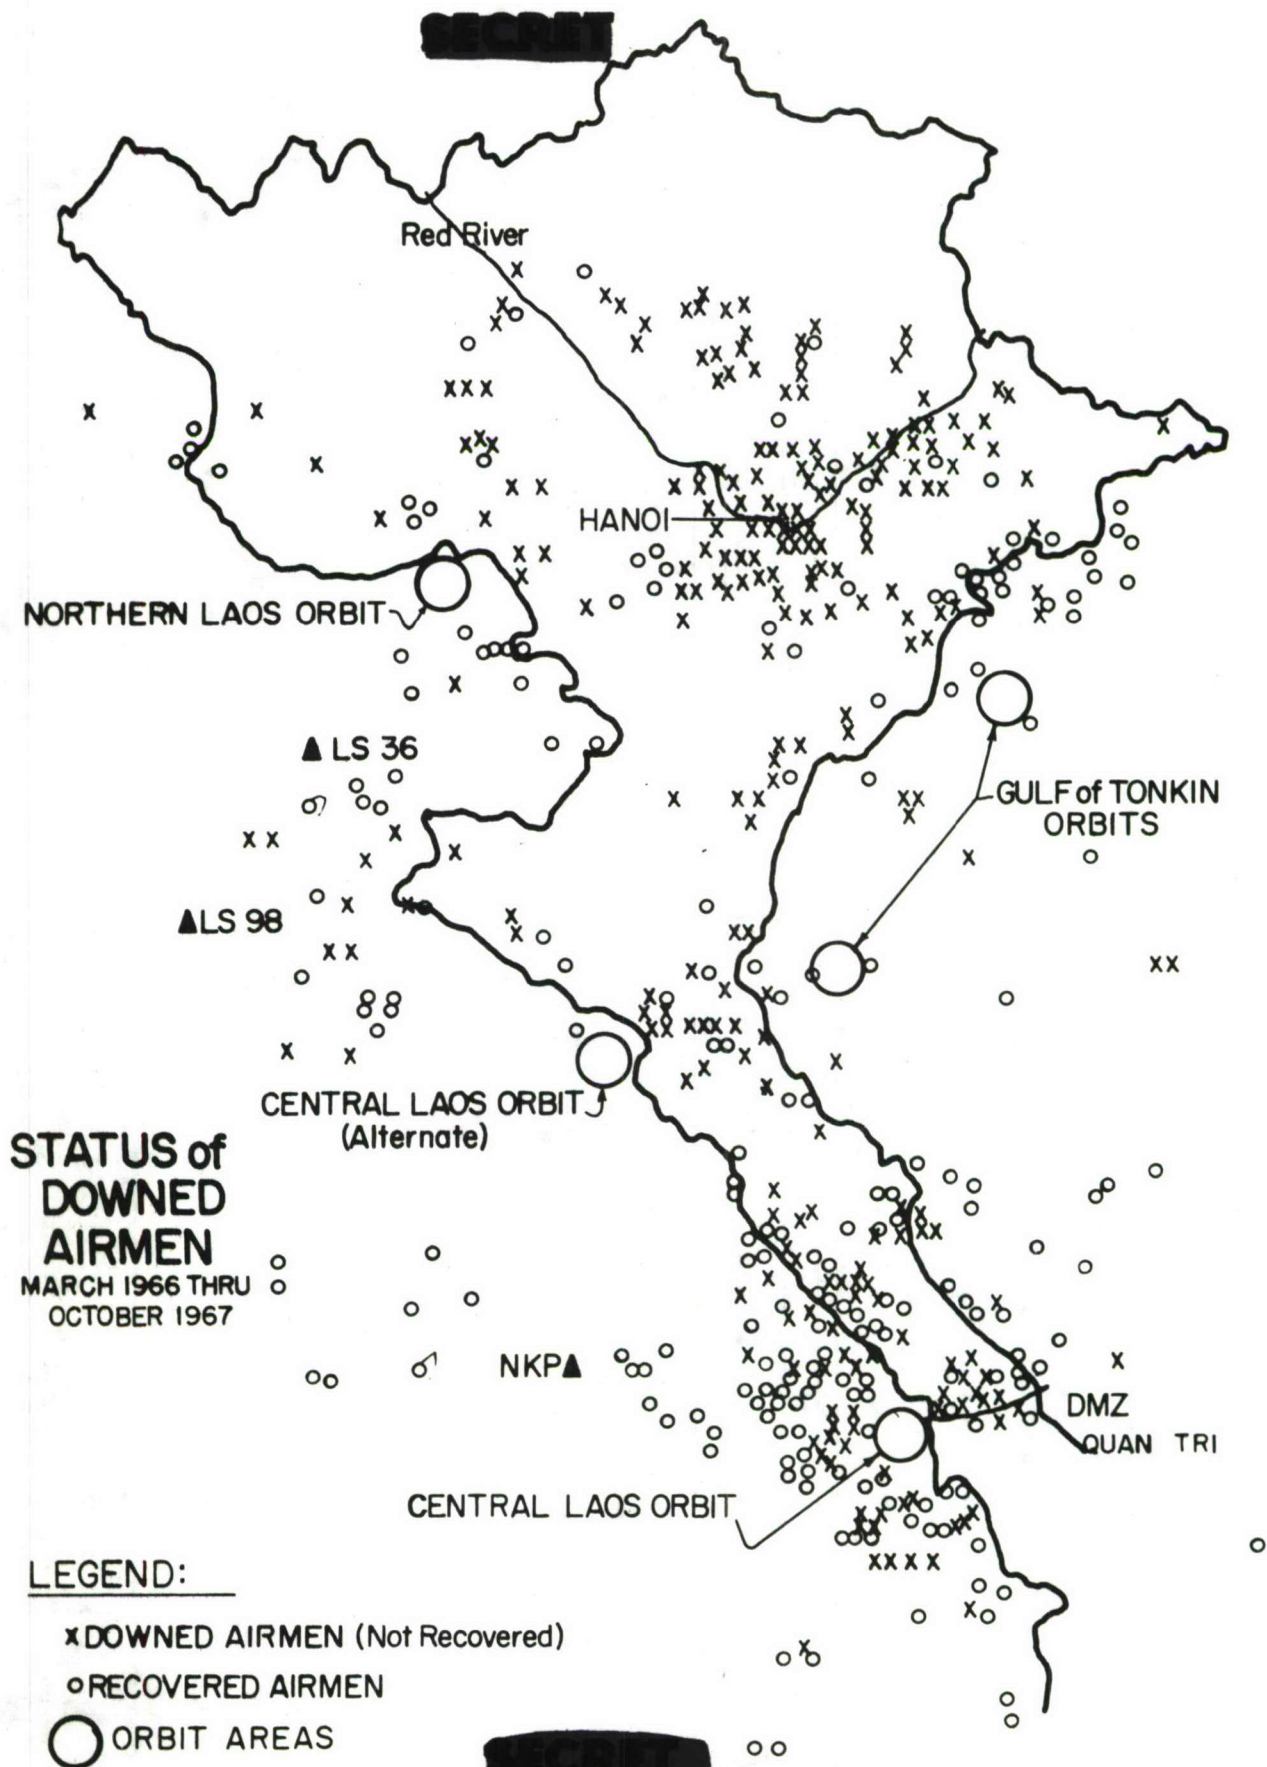 SECRET
Red River
HANOI
NORTHERN LAOS ORBIT
▲ LS 36
GULF of TONKIN
ORBITS
▲LS 98
CENTRAL LAOS ORBIT
(Alternate)
STATUS of
DOWNED
AIRMEN
MARCH 1966 THRU
OCTOBER 1967
NKP▲
DMZ
QUAN TRI
CENTRAL LAOS ORBIT
LEGEND:
x DOWNED AIRMEN (Not Recovered)
o RECOVERED AIRMEN
ORBIT AREAS
SECRET